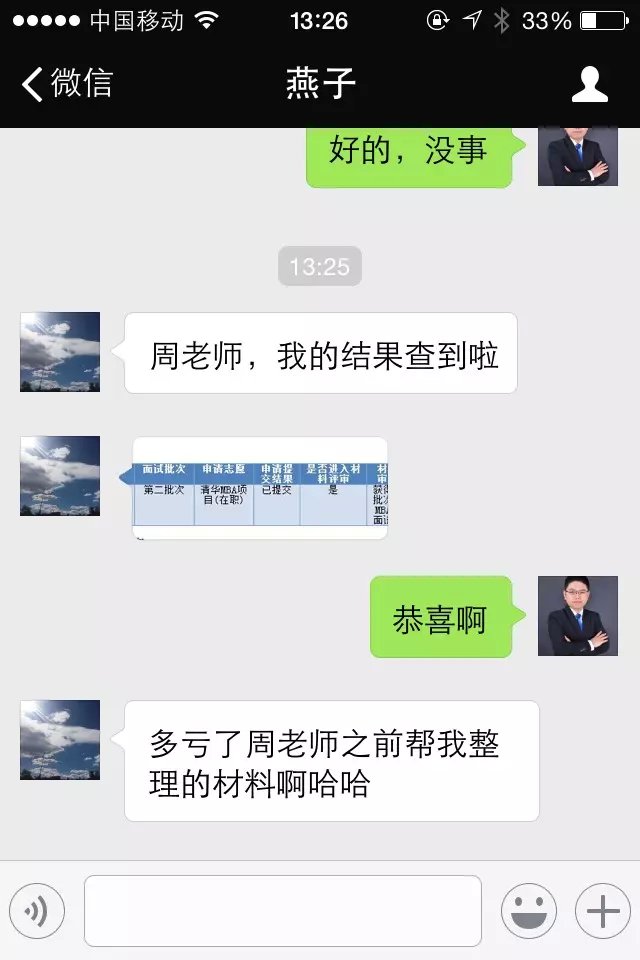 中国移动 13:26 33%
微信 燕子
好的，没事
13:25
周老师，我的结果查到啦
面试批次 申请志愿 申请提交结果 是否进入材料评审
第二批次 清华MBA项目(在职) 已提交 是
恭喜啊
多亏了周老师之前帮我整
理的材料啊哈哈